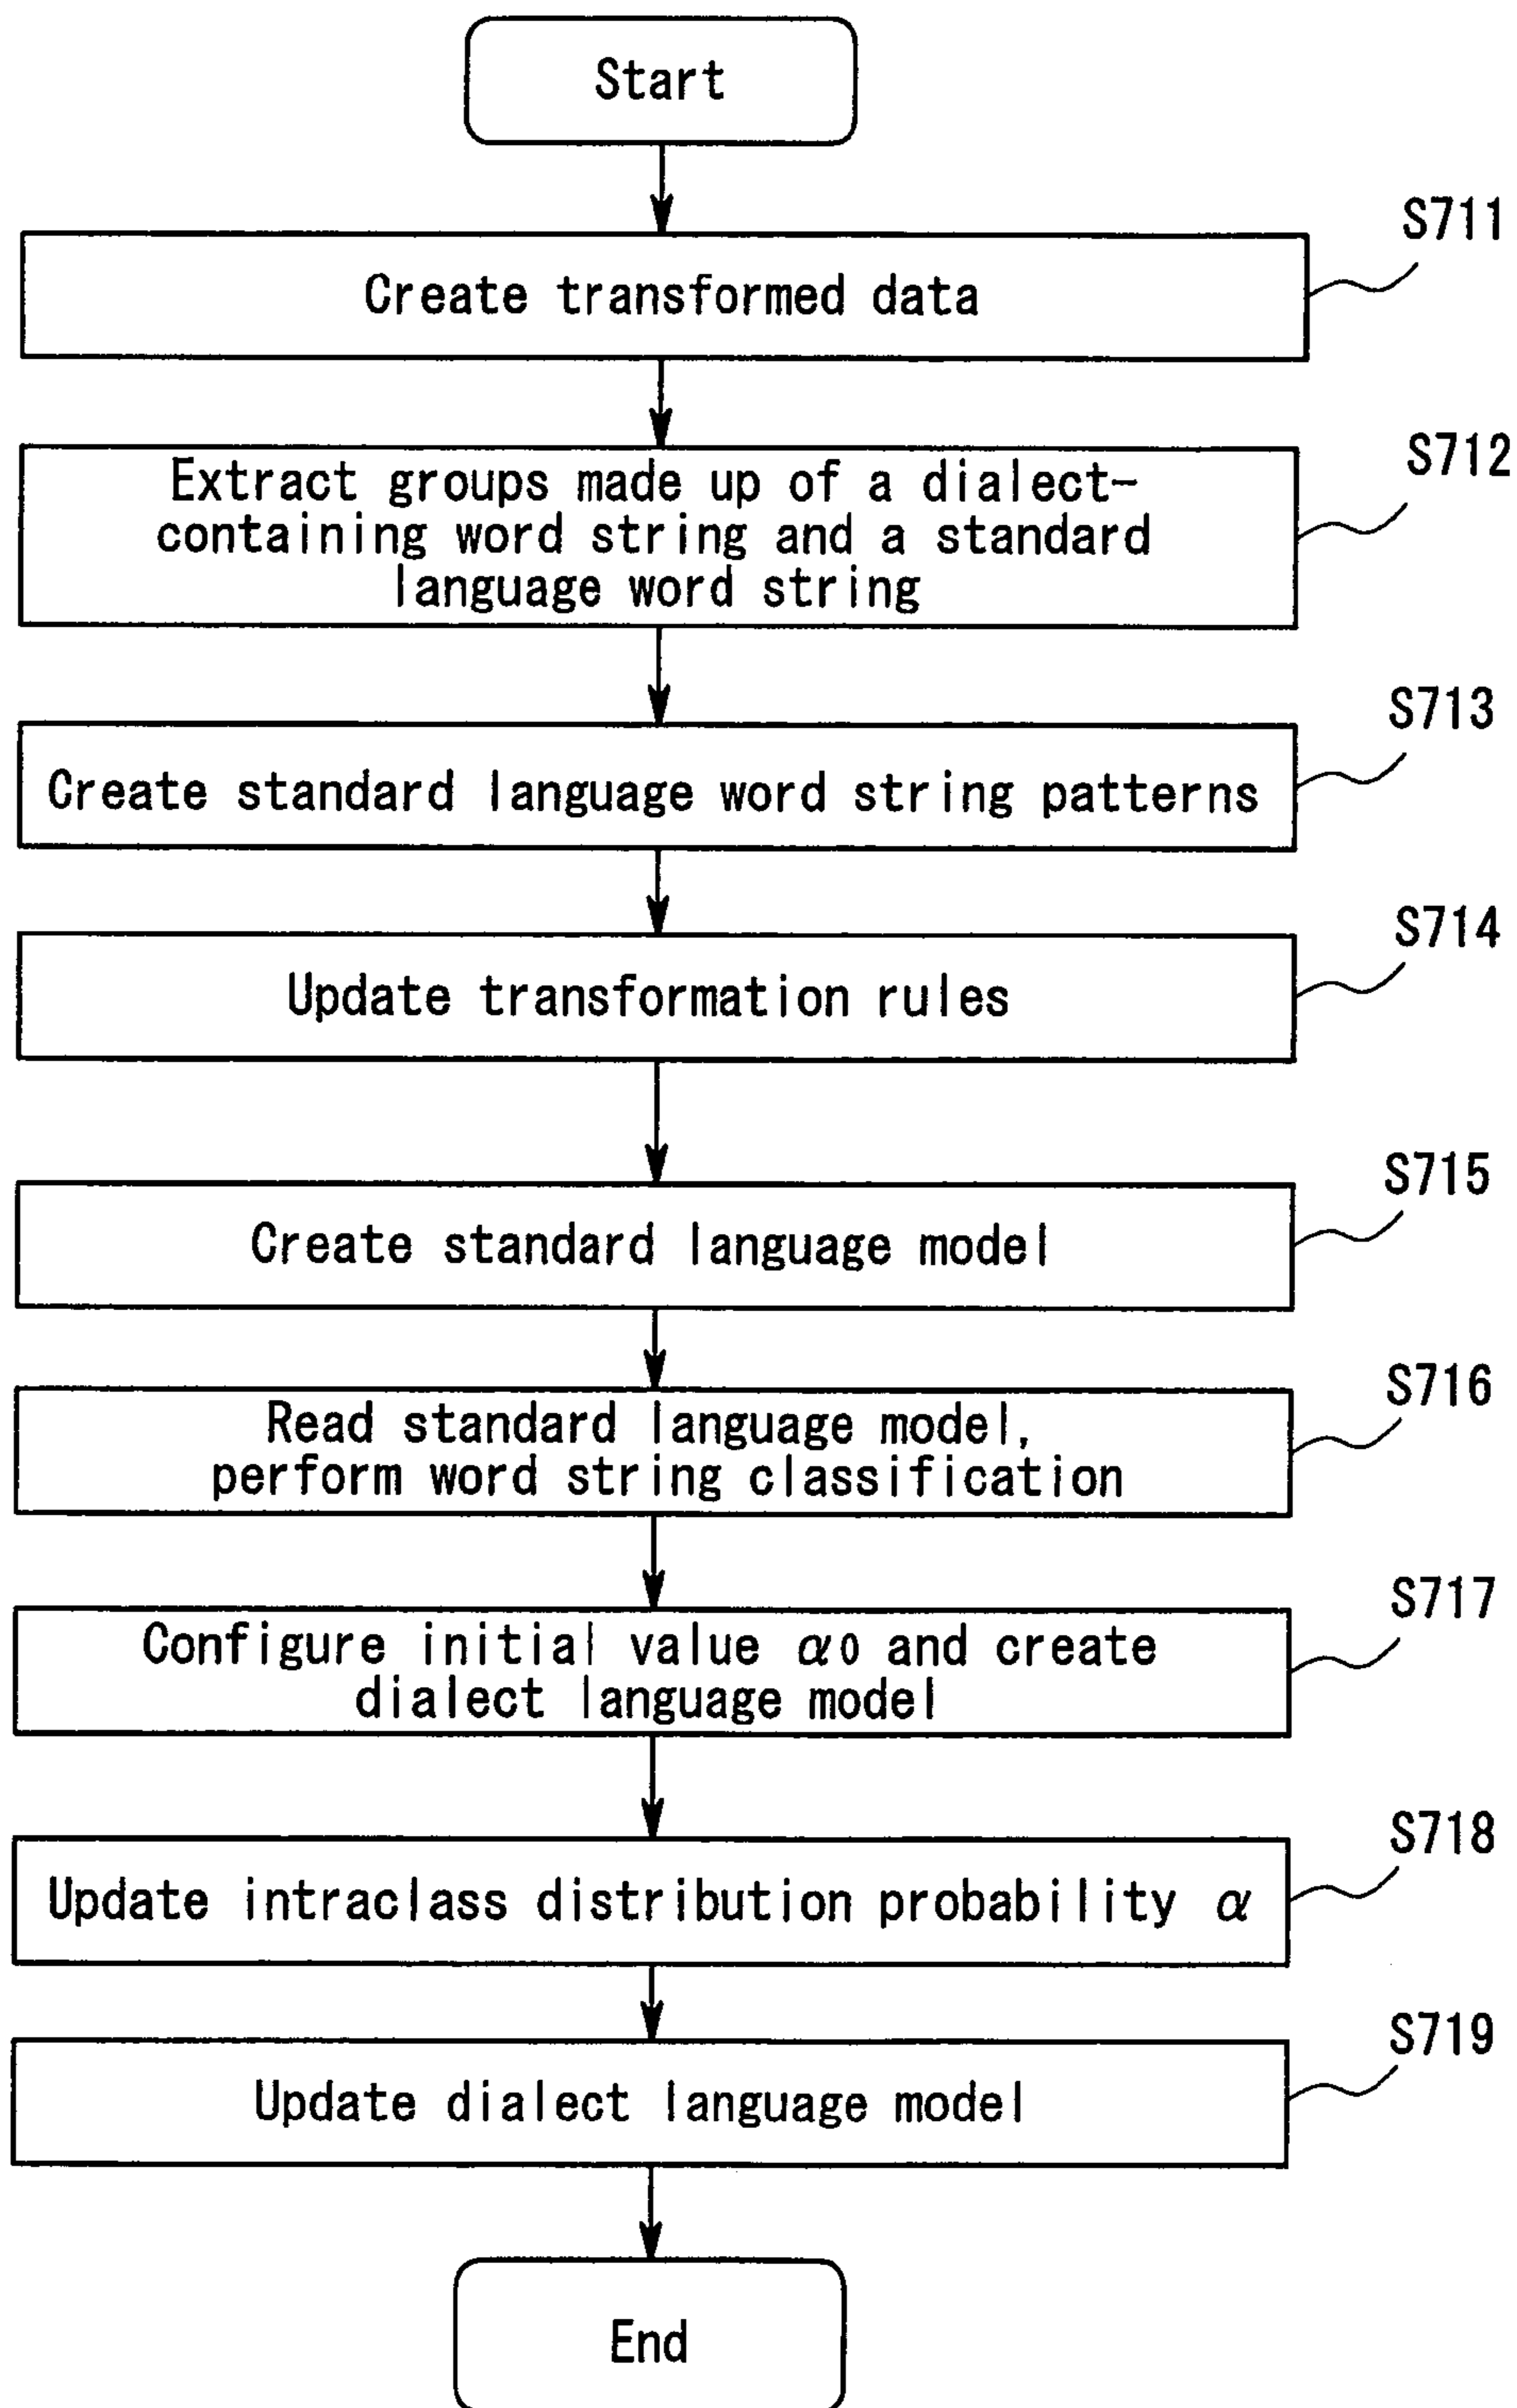 Start
S711
Create transformed data
S712
Extract groups made up of a dialect-
containing word string and a standard
language word string
S713
Create standard language word string patterns
S714
Update transformation rules
S715
Create standard language model
S716
Read standard language model,
perform word string classification
S717
Configure initial value α0 and create
dialect language model
S718
Update intraclass distribution probability α
S719
Update dialect language model
End